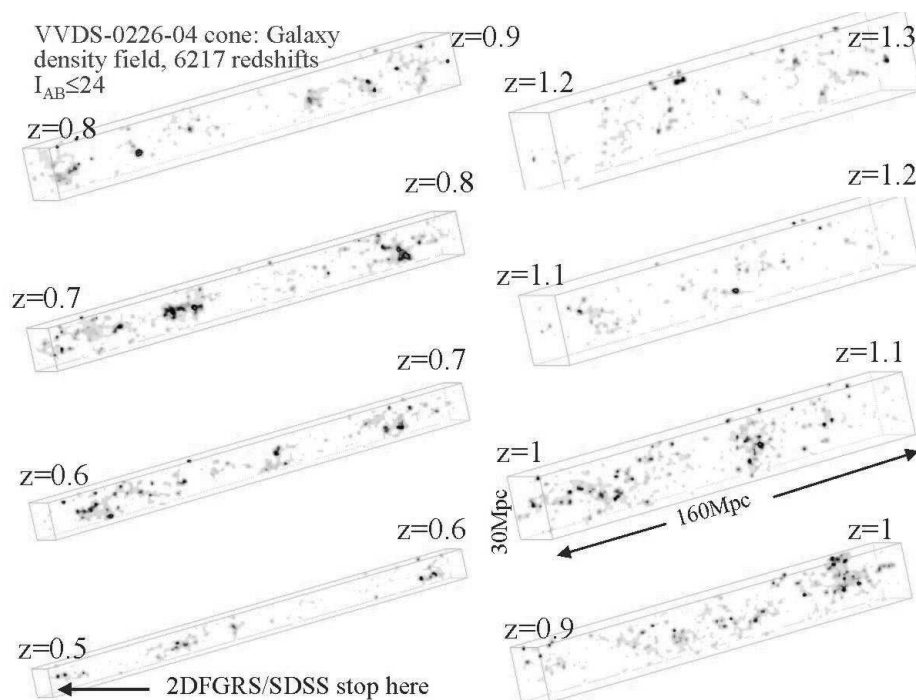 VVDS-0226-04 cone: Galaxy
density field, 6217 redshifts
I_AB≤24
z=0.9
z=0.8
z=0.8
z=0.7
z=0.7
z=0.6
z=0.6
z=0.5
2DFGRS/SDSS stop here
z=1.3
z=1.2
z=1.2
z=1.1
z=1.1
z=1
30Mpc
160Mpc
z=1
z=0.9